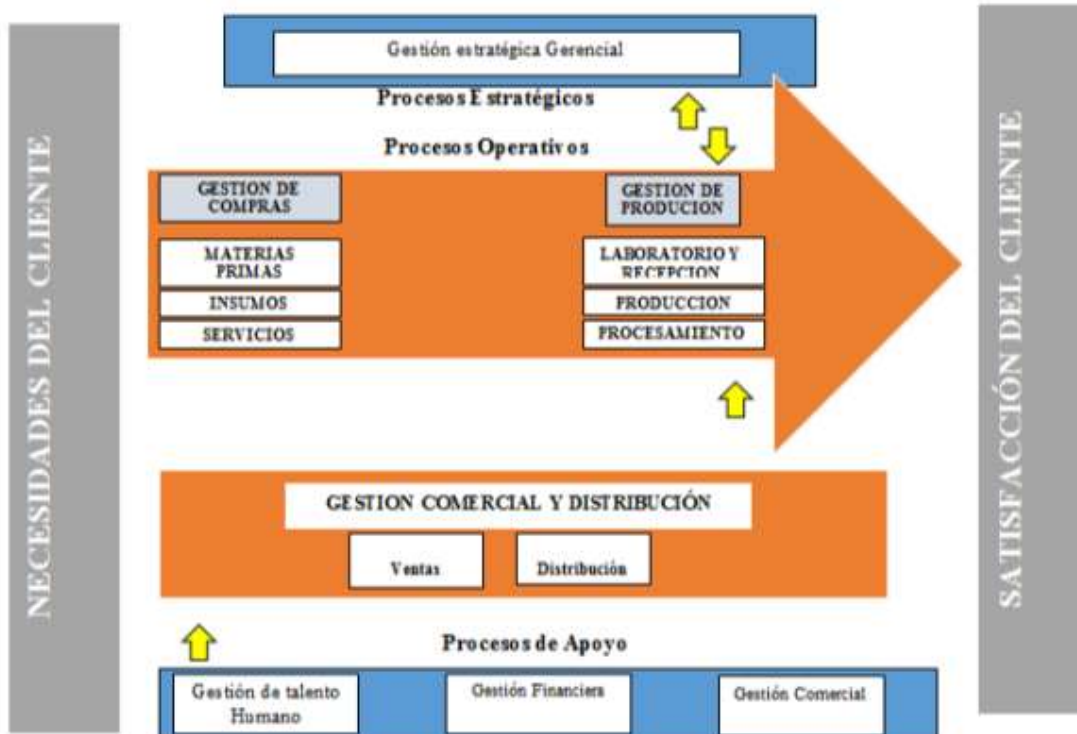 NECESIDADES DEL CLIENTE
Gestión estratégica Gerencial
Procesos Estratégicos
Procesos Operativos
GESTION DE
COMPRAS
MATERIAS
PRIMAS
INSUMOS
SERVICIOS
GESTION DE
PRODUCION
LABORATORIO Y
RECEPCION
PRODUCCION
PROCESAMIENTO
GESTION COMERCIAL Y DISTRIBUCIÓN
Ventas
Distribución
Procesos de Apoyo
Gestión de talento
Humano
Gestión Financiera
Gestión Comercial
SATISFACCIÓN DEL CLIENTE